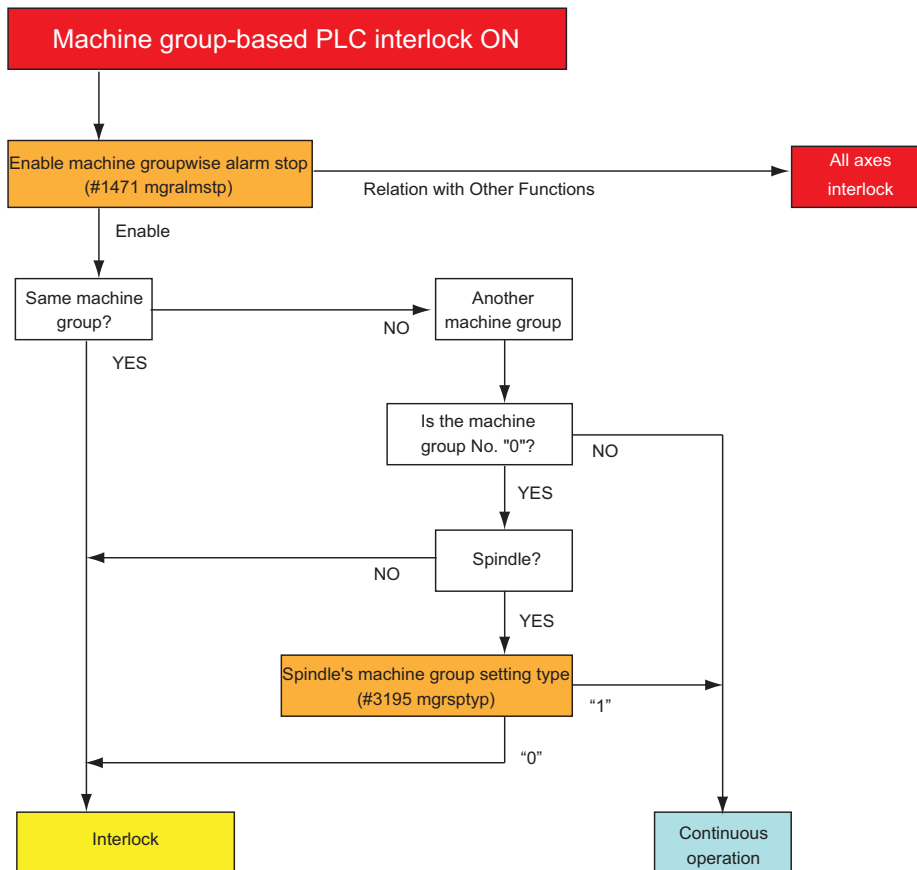 Machine group-based PLC interlock ON
Enable machine groupwise alarm stop
(#1471 mgralmstp)
Relation with Other Functions
All axes
interlock
Enable
Same machine
group?
NO
Another
machine group
YES
Is the machine
group No. "0"?
NO
YES
Spindle?
NO
YES
Spindle's machine group setting type
(#3195 mgrsptyp)
“1”
“0”
Interlock
Continuous
operation